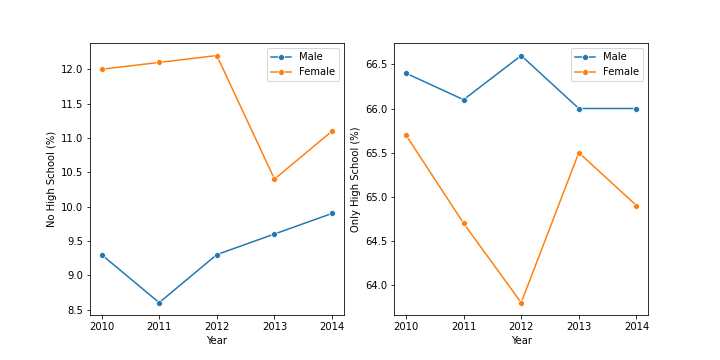 No High School (%)
12.0
11.5
11.0
10.5
10.0
9.5
9.0
8.5
2010 2011 2012 2013 2014
Year
Male
Female
Only High School (%)
66.5
66.0
65.5
65.0
64.5
64.0
2010 2011 2012 2013 2014
Year
Male
Female